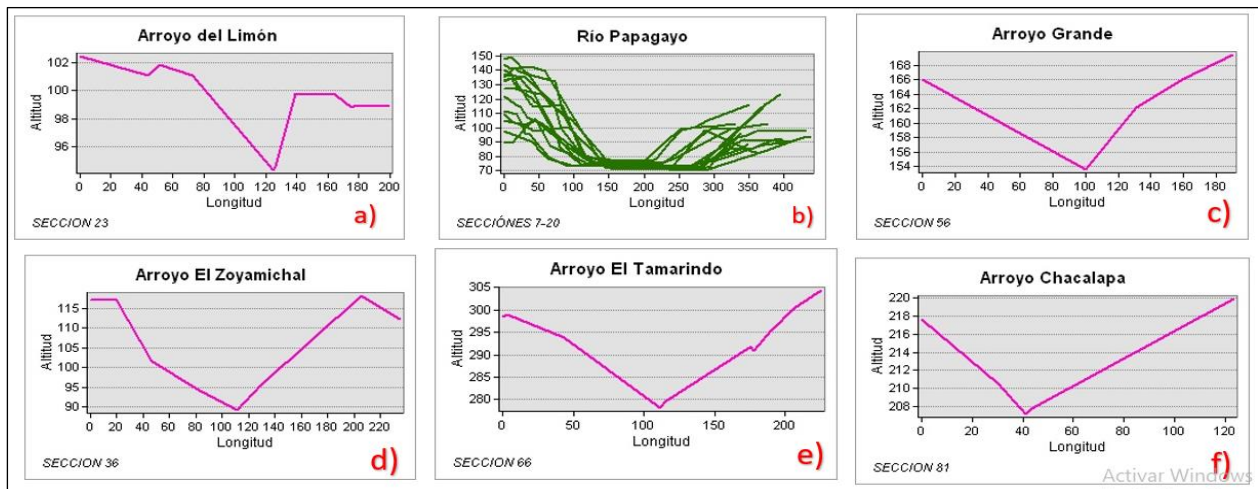 Arroyo del Limón
Altitud
102
100
98
96
0 20 40 60 80 100 120 140 160 180 200
Longitud
SECCION 23
a)
Río Papagayo
Altitud
150
140
130
120
110
100
90
80
70
0 50 100 150 200 250 300 350 400
Longitud
SECCIÓNES 7-20
b)
Arroyo Grande
Altitud
168
166
164
162
160
158
156
154
0 20 40 60 80 100 120 140 160 180
Longitud
SECCION 56
c)
Arroyo El Zoyamichal
Altitud
115
110
105
100
95
90
0 20 40 60 80 100 120 140 160 180 200 220
Longitud
SECCION 36
d)
Arroyo El Tamarindo
Altitud
305
300
295
290
285
280
0 50 100 150 200
Longitud
SECCION 66
e)
Arroyo Chacalapa
Altitud
220
218
216
214
212
210
208
0 20 40 60 80 100 120
Longitud
SECCION 81
f)
Activar Windows